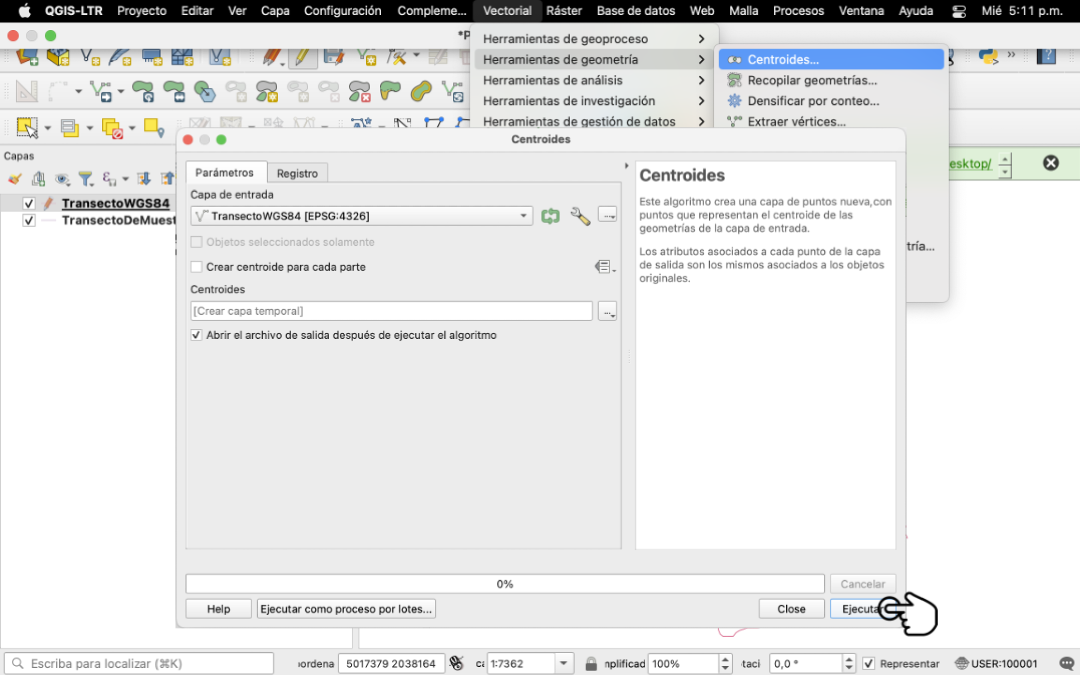 QGIS-LTR Proyecto Editar Ver Capa Configuración Compleme... Vectorial Ráster Base de datos Web Malla Procesos Ventana Ayuda Mié 5:11 p.m.
Herramientas de geoproceso
Herramientas de geometría
Herramientas de análisis
Herramientas de investigación
Herramientas de gestión de datos
Centroides...
Recopilar geometrías...
Densificar por conteo...
Extraer vértices...
tría...
esktop/
Capas
TransectoWGS84
TransectoDeMuest
Centroides
Parámetros
Registro
Capa de entrada
TransectoWGS84 [EPSG:4326]
Objetos seleccionados solamente
Crear centroide para cada parte
Centroides
[Crear capa temporal]
Abrir el archivo de salida después de ejecutar el algoritmo
Centroides
Este algoritmo crea una capa de puntos nueva,con
puntos que representan el centroide de las
geometrías de la capa de entrada.
Los atributos asociados a cada punto de la capa
de salida son los mismos asociados a los objetos
originales.
0%
Cancelar
Help
Ejecutar como proceso por lotes...
Close
Ejecutar
Escriba para localizar (⌘K)
ordena 5017379 2038164 ca 1:7362 mplificad 100% taci 0,0 ° Representar USER:100001